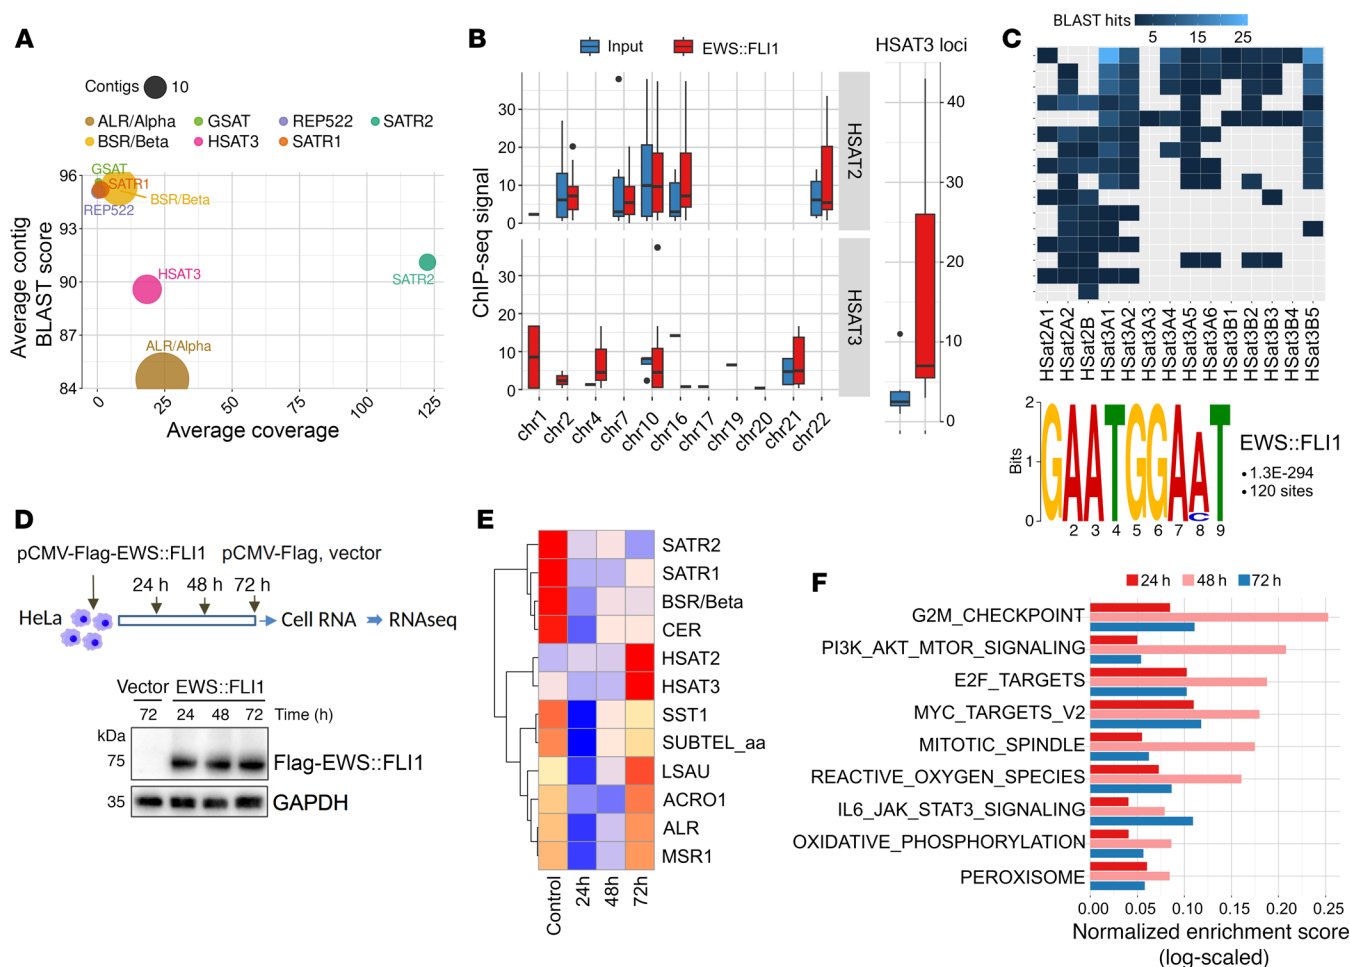 A
Contigs 10
ALR/Alpha GSAT REP522 SATR2
BSR/Beta HSAT3 SATR1
Average contig
BLAST score
96
93
90
87
84
GSAT
SATR1
BSR/Beta
REP522
HSAT3
SATR2
ALR/Alpha
0 25 50 75 100 125
Average coverage
B
Input EWS::FLI1
HSAT3 loci
ChIP-seq signal
30
20
10
0
HSAT2
30
20
10
0
HSAT3
chr1 chr2 chr4 chr7 chr10 chr16 chr17 chr19 chr20 chr21 chr22
40
30
20
10
0
C
BLAST hits
5 15 25
HSat2A1 HSat2A2 HSat2B HSat3A1 HSat3A2 HSat3A3 HSat3A4 HSat3A5 HSat3A6 HSat3B1 HSat3B2 HSat3B3 HSat3B4 HSat3B5
Bits
2
1
0
GAATGGAAT
C
2 3 4 5 6 7 8 9
EWS::FLI1
• 1.3E-294
• 120 sites
D
pCMV-Flag-EWS::FLI1 pCMV-Flag, vector
24 h 48 h 72 h
HeLa Cell RNA RNAseq
Vector EWS::FLI1
72 24 48 72 Time (h)
kDa
75 Flag-EWS::FLI1
35 GAPDH
E
SATR2
SATR1
BSR/Beta
CER
HSAT2
HSAT3
SST1
SUBTEL_aa
LSAU
ACRO1
ALR
MSR1
Control 24h 48h 72h
F
24 h 48 h 72 h
G2M_CHECKPOINT
PI3K_AKT_MTOR_SIGNALING
E2F_TARGETS
MYC_TARGETS_V2
MITOTIC_SPINDLE
REACTIVE_OXYGEN_SPECIES
IL6_JAK_STAT3_SIGNALING
OXIDATIVE_PHOSPHORYLATION
PEROXISOME
0.00 0.05 0.10 0.15 0.20 0.25
Normalized enrichment score
(log-scaled)